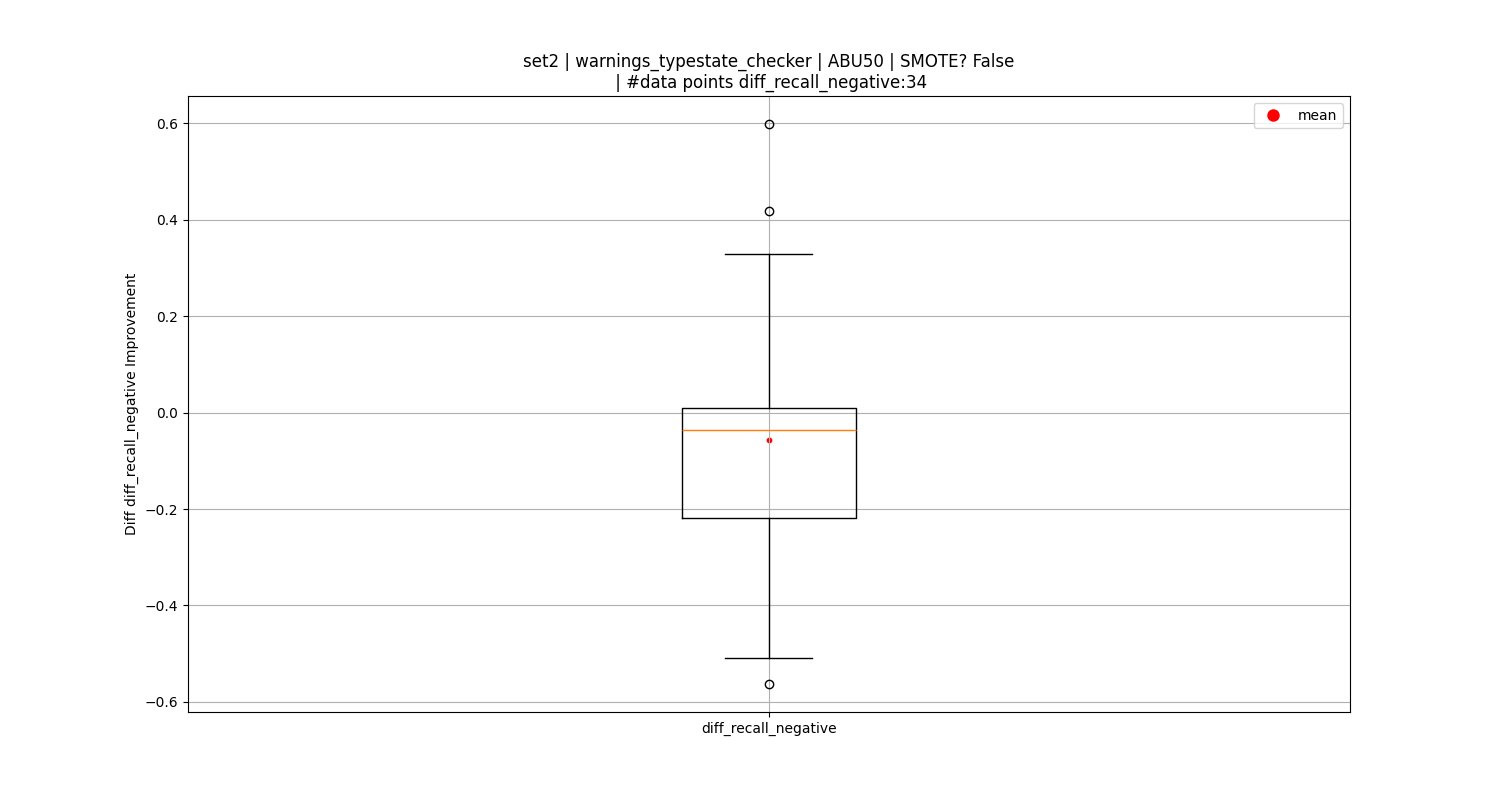 set2 | warnings_typestate_checker | ABU50 | SMOTE? False
| #data points diff_recall_negative:34
mean
0.6
0.4
0.2
0.0
−0.2
−0.4
−0.6
Diff diff_recall_negative Improvement
diff_recall_negative